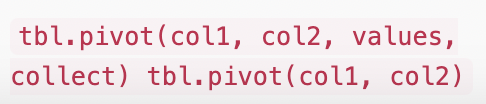 tbl.pivot(col1, col2, values,
collect) tbl.pivot(col1, col2)